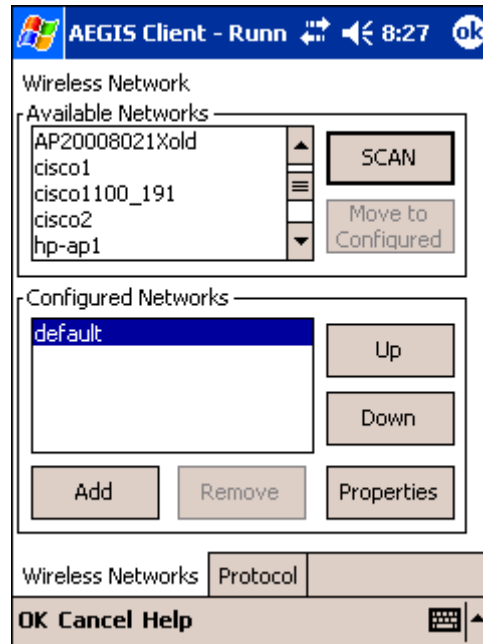 AEGIS Client - Runn 8:27 ok
Wireless Network
Available Networks
AP20008021Xold
cisco1
cisco1100_191
cisco2
hp-ap1
SCAN
Move to
Configured
Configured Networks
default
Up
Down
Add Remove Properties
Wireless Networks Protocol
OK Cancel Help